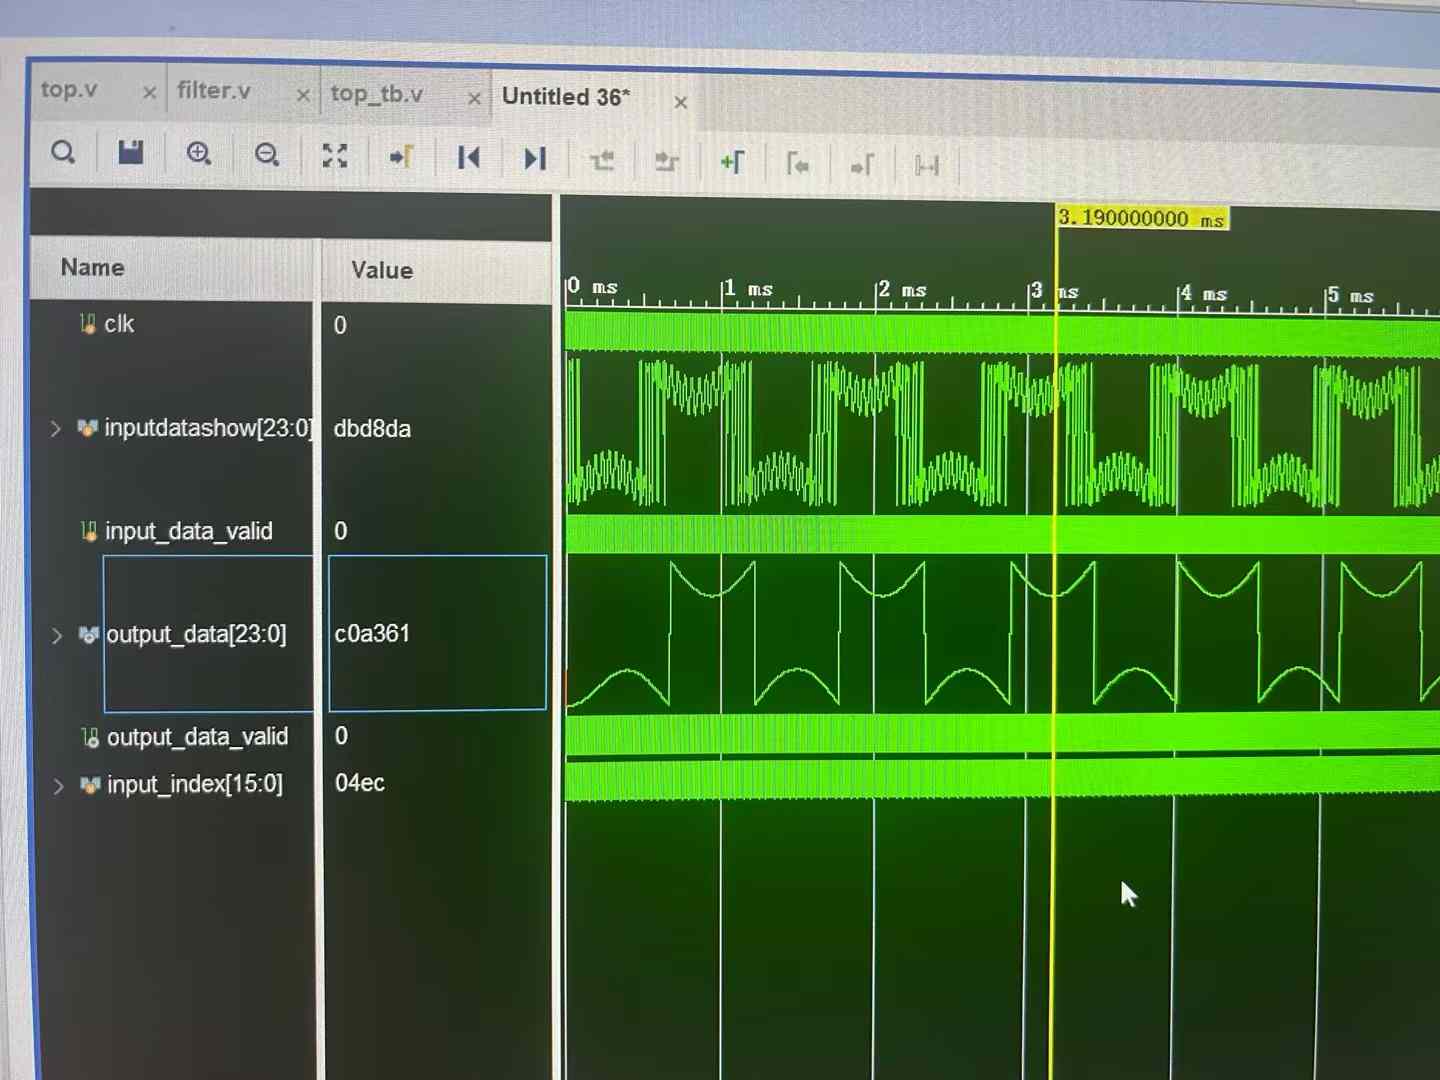 top.v
filter.v
top_tb.v
Untitled 36*
3.190000000 ms
Name
Value
0 ms
1 ms
2 ms
3 ms
4 ms
5 ms
clk
0
inputdatashow[23:0]
dbd8da
input_data_valid
0
output_data[23:0]
c0a361
output_data_valid
0
input_index[15:0]
04ec